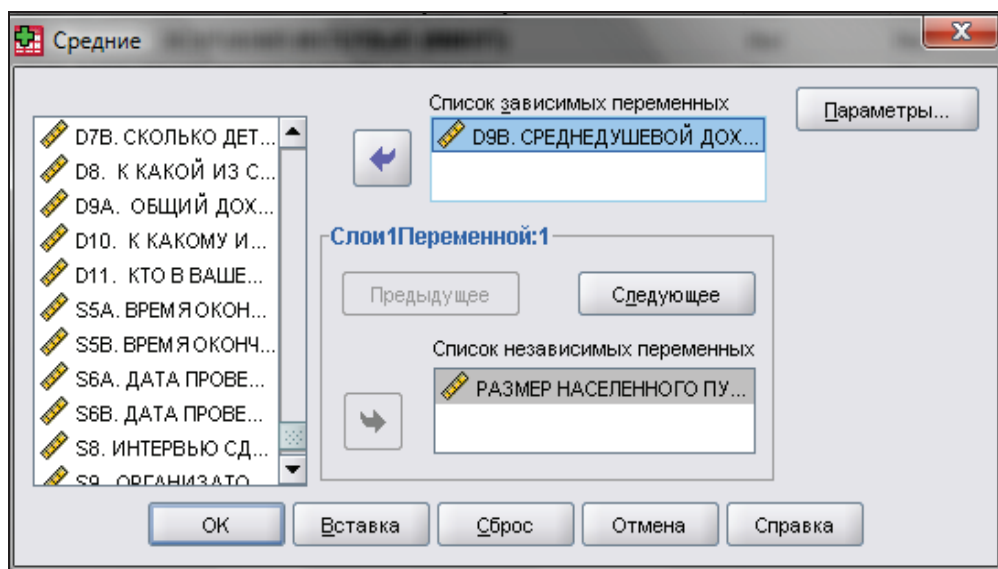 Средние
Список зависимых переменных
Параметры...
D7B. СКОЛЬКО ДЕТ...
D8. К КАКОЙ ИЗ С...
D9A. ОБЩИЙ ДОХ...
D10. К КАКОМУ И...
D11. КТО В ВАШЕ...
S5A. ВРЕМЯ ОКОН...
S5B. ВРЕМЯ ОКОНЧ...
S6A. ДАТА ПРОВЕ...
S6B. ДАТА ПРОВЕ...
S8. ИНТЕРВЬЮ СД...
S9. ОРГАНИЗАТО
D9B. СРЕДНЕДУШЕВОЙ ДОХ...
Слои1Переменной:1
Предыдущее
Следующее
Список независимых переменных
РАЗМЕР НАСЕЛЕННОГО ПУ...
OK
Вставка
Сброс
Отмена
Справка